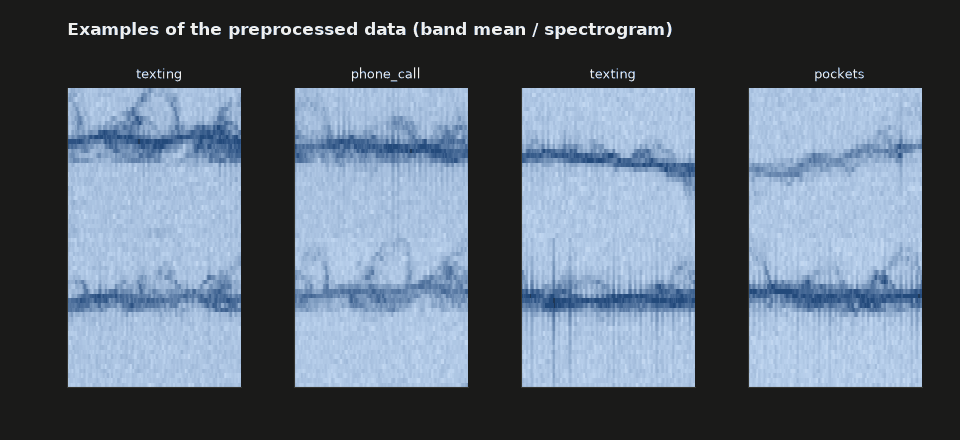 Examples of the preprocessed data (band mean / spectrogram)
texting
phone_call
texting
pockets